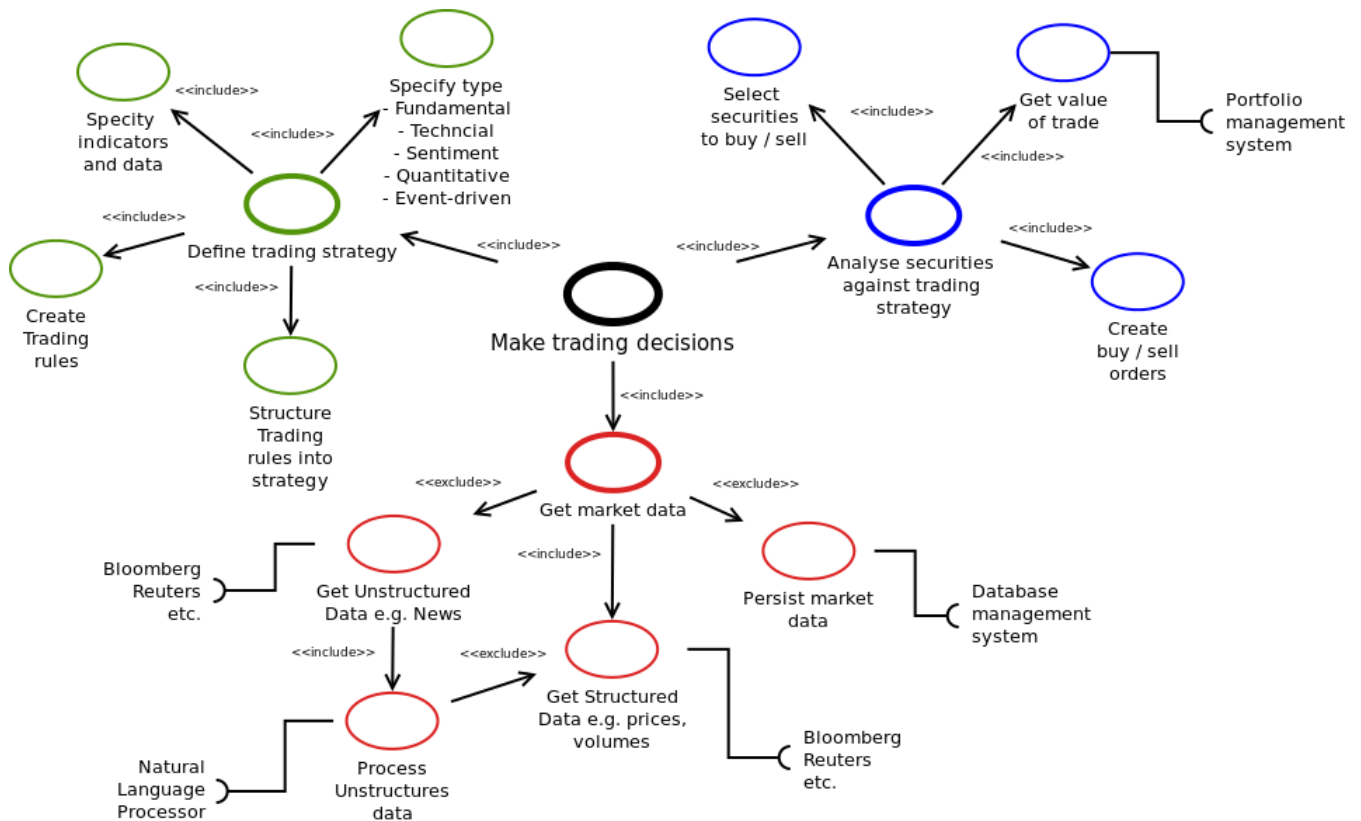 <<include>>
Specity
indicators
and data
<<include>>
Specify type
- Fundamental
- Techncial
- Sentiment
- Quantitative
- Event-driven
<<include>>
Create
Trading
rules
Define trading strategy
<<include>>
Structure
Trading
rules into
strategy
<<include>>
Make trading decisions
<<include>>
Select
securities
to buy / sell
<<include>>
Get value
of trade
<<include>>
Portfolio
management
system
Analyse securities
against trading
strategy
<<include>>
Create
buy / sell
orders
<<include>>
Get market data
<<exclude>>
<<exclude>>
<<include>>
Bloomberg
Reuters
etc.
Get Unstructured
Data e.g. News
Persist market
data
Database
management
system
<<include>>
<<exclude>>
Get Structured
Data e.g. prices,
volumes
Bloomberg
Reuters
etc.
Natural
Language
Processor
Process
Unstructures
data